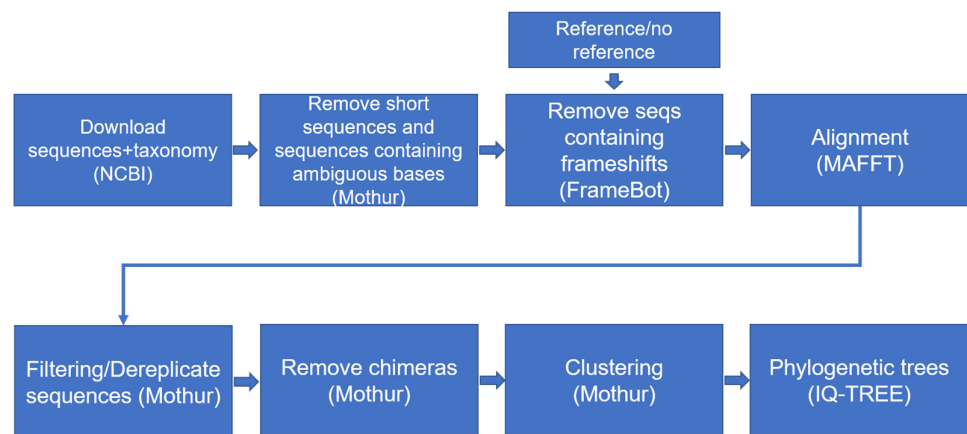 Reference/no
reference
Download
sequences+taxonomy
(NCBI)
Remove short
sequences and
sequences containing
ambiguous bases
(Mothur)
Remove seqs
containing
frameshifts
(FrameBot)
Alignment
(MAFFT)
Filtering/Dereplicate
sequences (Mothur)
Remove chimeras
(Mothur)
Clustering
(Mothur)
Phylogenetic trees
(IQ-TREE)